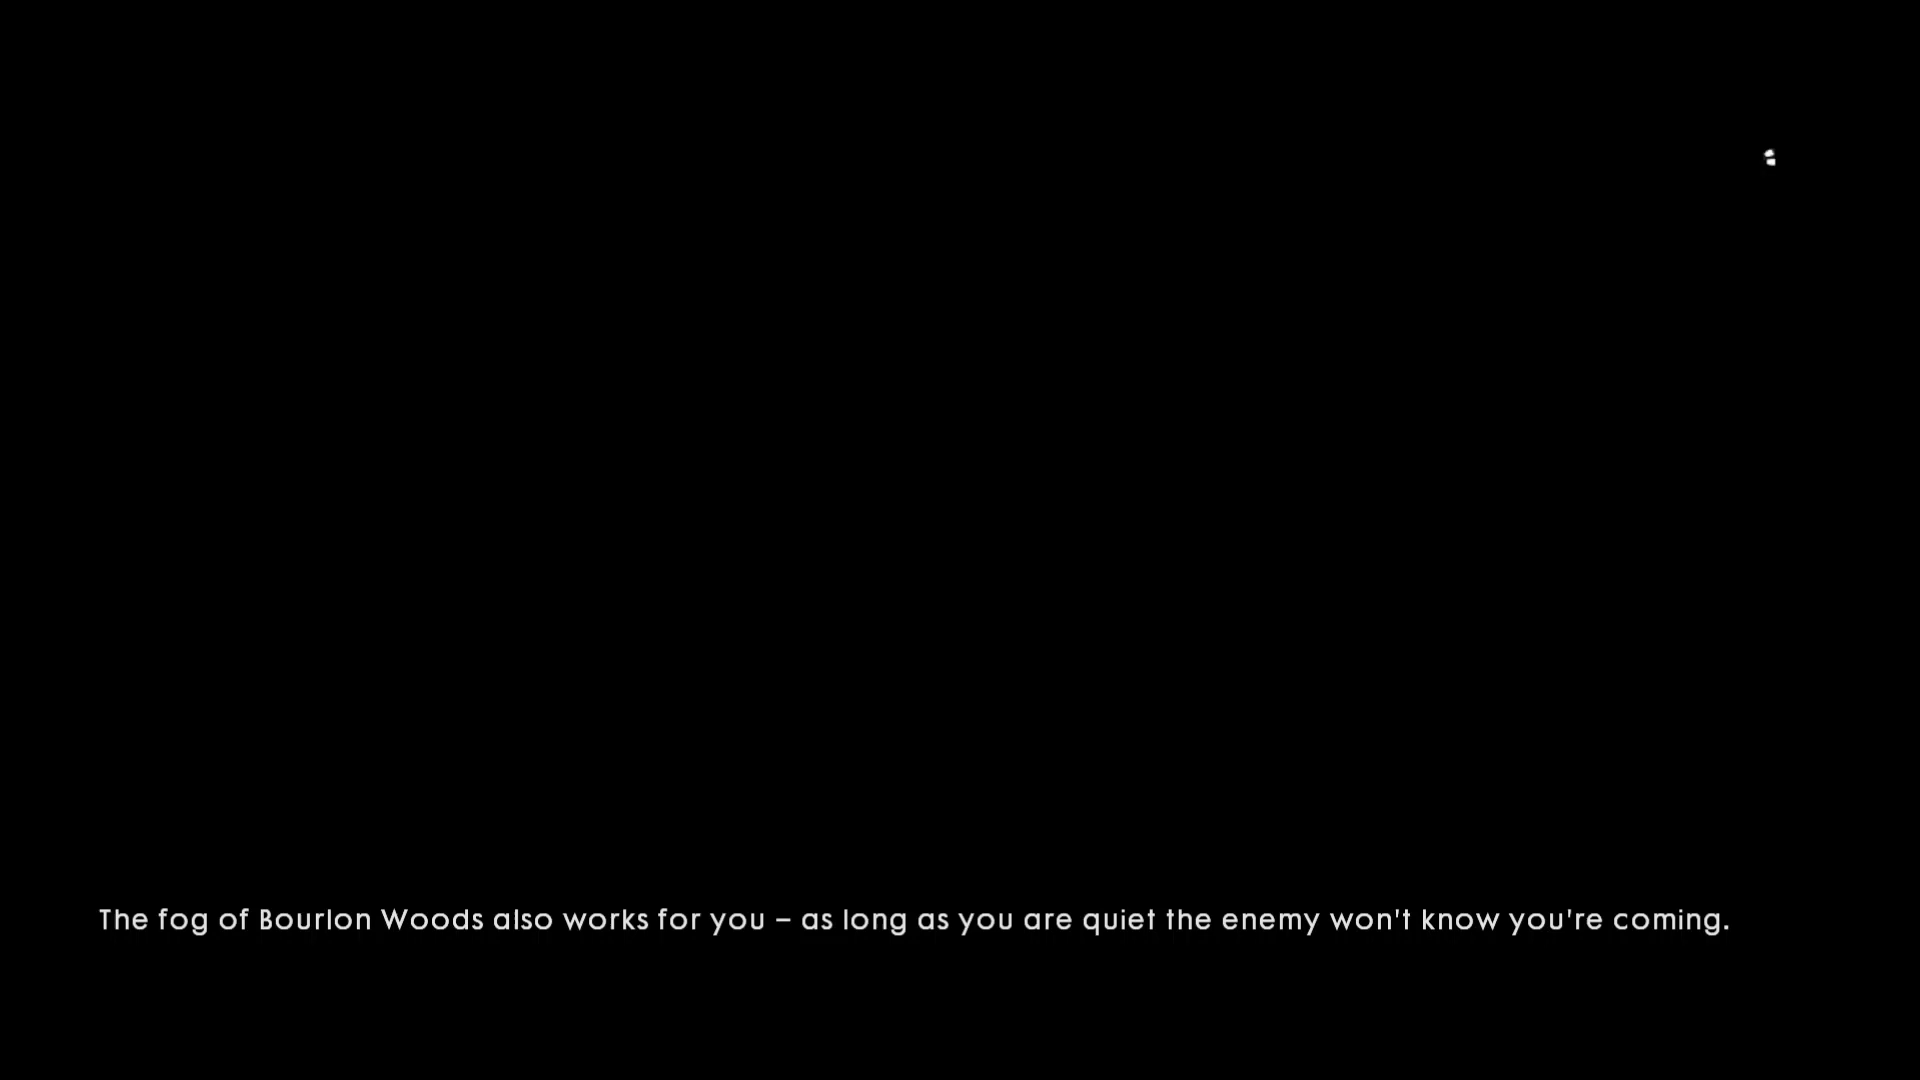 The fog of Bourlon Woods also works for you – as long as you are quiet the enemy won't know you're coming.